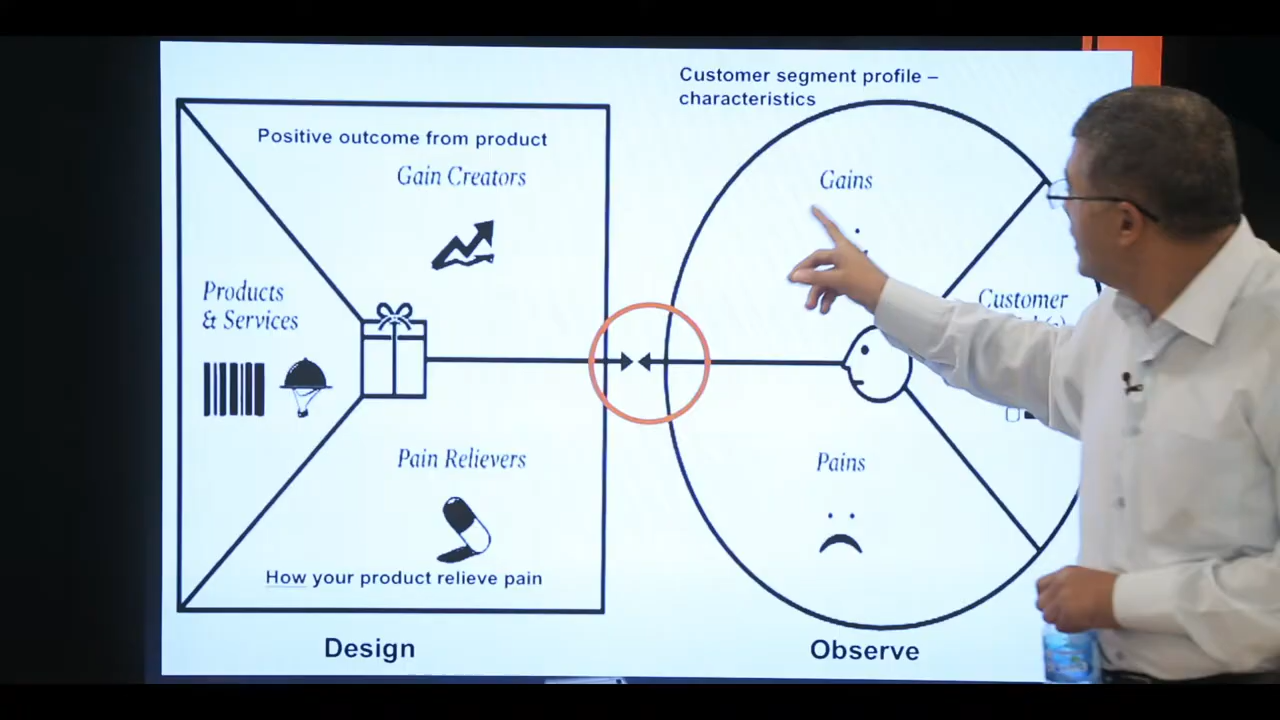 Customer segment profile –
characteristics
Positive outcome from product
Gain Creators
Gains
Products
& Services
Customer
Pain Relievers
Pains
How your product relieve pain
Design
Observe